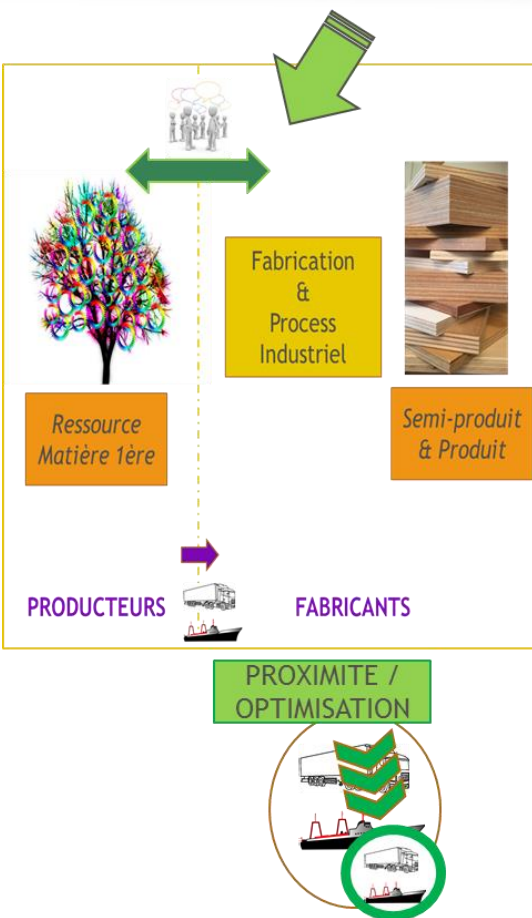 Fabrication
&
Process
Industriel
Ressource
Matière 1ère
Semi-produit
& Produit
PRODUCTEURS
FABRICANTS
PROXIMITE /
OPTIMISATION